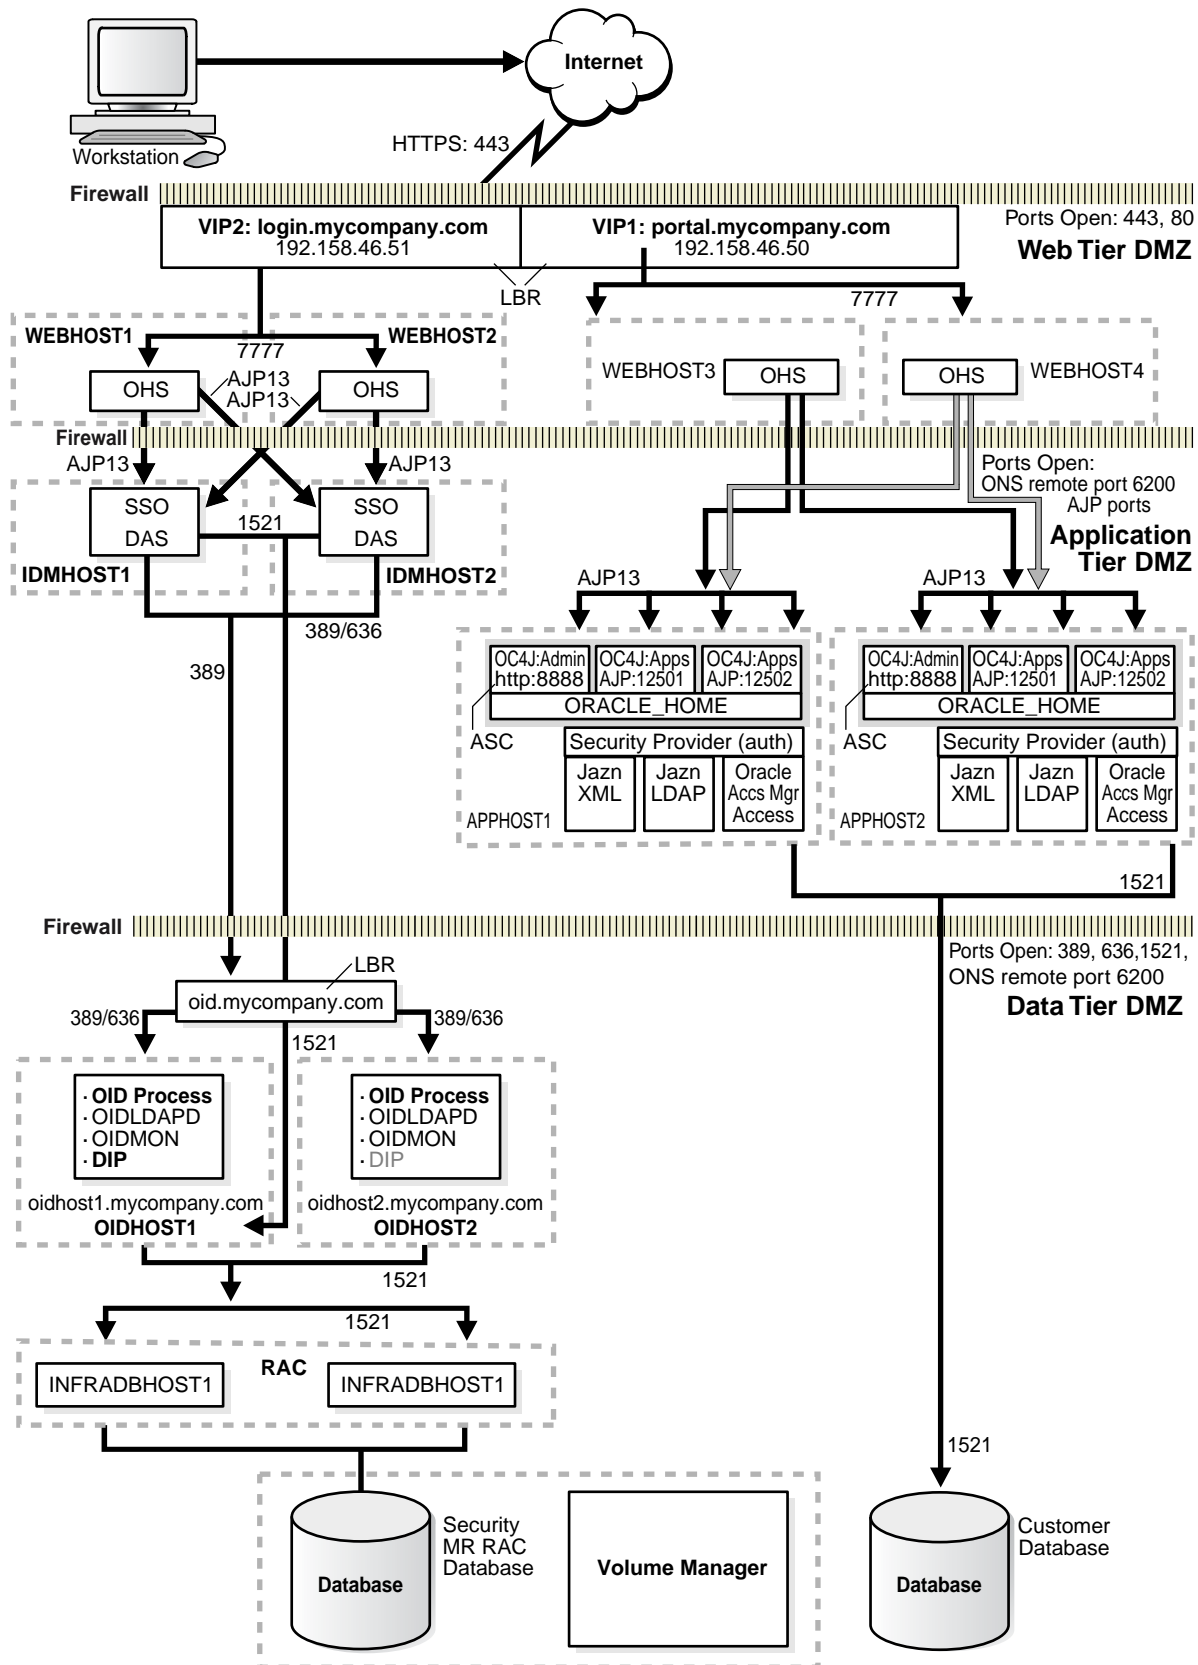 Internet
Workstation
HTTPS: 443
Firewall
Ports Open: 443, 80
Web Tier DMZ
VIP2: login.mycompany.com
192.158.46.51
VIP1: portal.mycompany.com
192.158.46.50
LBR
7777
WEBHOST1
WEBHOST2
7777
OHS
AJP13
AJP13
OHS
WEBHOST3
OHS
OHS
WEBHOST4
Firewall
AJP13
AJP13
Ports Open:
ONS remote port 6200
AJP ports
Application
Tier DMZ
SSO
DAS
1521
SSO
DAS
IDMHOST1
IDMHOST2
389/636
389
AJP13
AJP13
OC4J:Admin
http:8888
OC4J:Apps
AJP:12501
OC4J:Apps
AJP:12502
ORACLE_HOME
ASC
Security Provider (auth)
Jazn
XML
Jazn
LDAP
Oracle
Accs Mgr
Access
APPHOST1
OC4J:Admin
http:8888
OC4J:Apps
AJP:12501
OC4J:Apps
AJP:12502
ORACLE_HOME
ASC
Security Provider (auth)
Jazn
XML
Jazn
LDAP
Oracle
Accs Mgr
Access
APPHOST2
1521
Firewall
Ports Open: 389, 636,1521,
ONS remote port 6200
Data Tier DMZ
LBR
oid.mycompany.com
389/636
389/636
1521
· OID Process
· OIDLDAPD
· OIDMON
· DIP
oidhost1.mycompany.com
OIDHOST1
· OID Process
· OIDLDAPD
· OIDMON
· DIP
oidhost2.mycompany.com
OIDHOST2
1521
1521
RAC
INFRADBHOST1
INFRADBHOST1
1521
Database
Security
MR RAC
Database
Volume Manager
Database
Customer
Database